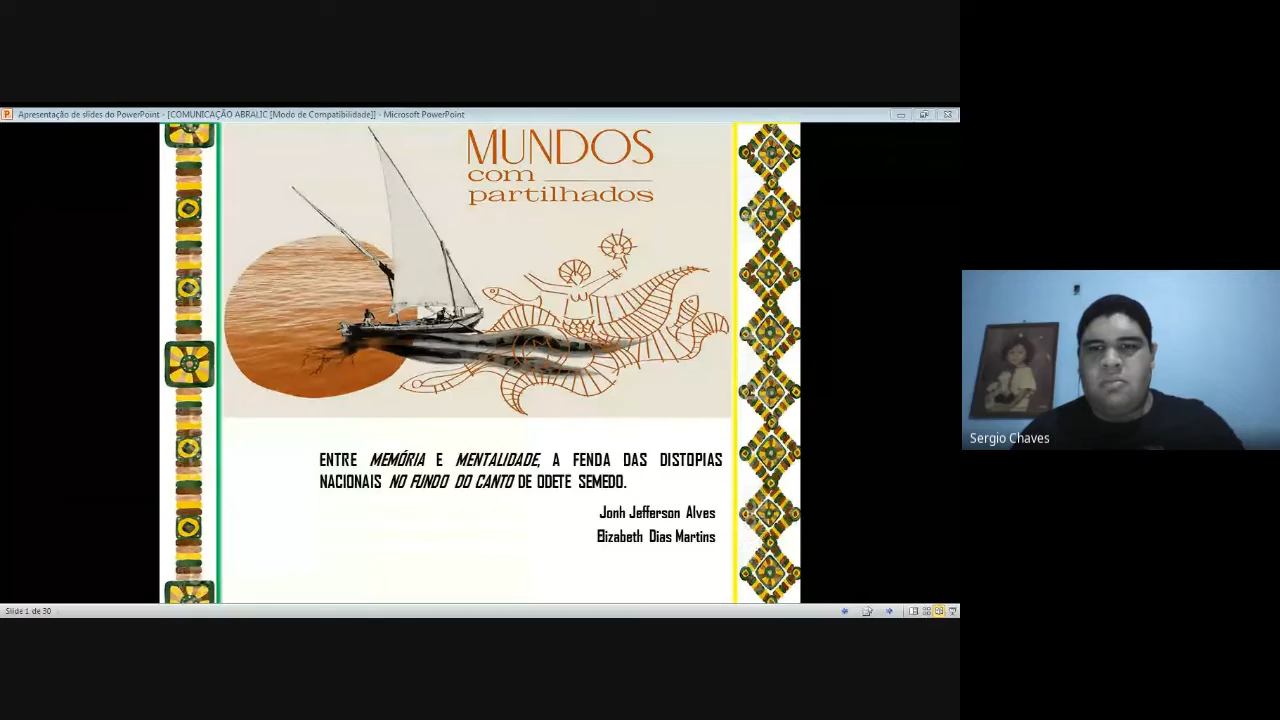 Apresentação de slides do PowerPoint - [COMUNICAÇÃO ABRALIC [Modo de Compatibilidade]] - Microsoft PowerPoint
MUNDOS
com
partilhados
ENTRE MEMÓRIA E MENTALIDADE, A FENDA DAS DISTOPIAS
NACIONAIS NO FUNDO DO CANTO DE ODETE SEMEDO.
Jonh Jefferson Alves
Elizabeth Dias Martins
Sergio Chaves
Slide 1 de 30